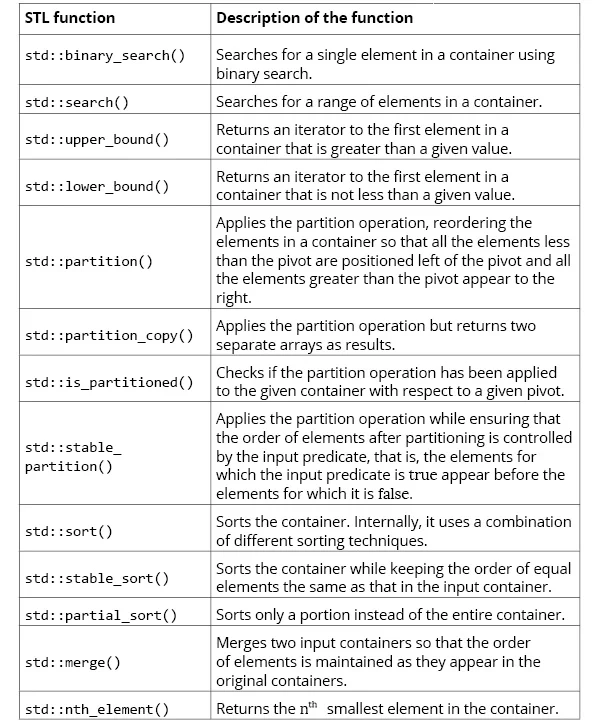 STL function Description of the function
std::binary_search() Searches for a single element in a container using
binary search.
std::search() Searches for a range of elements in a container.
std::upper_bound() Returns an iterator to the first element in a
container that is greater than a given value.
std::lower_bound() Returns an iterator to the first element in a
container that is not less than a given value.
std::partition() Applies the partition operation, reordering the
elements in a container so that all the elements less
than the pivot are positioned left of the pivot and all
the elements greater than the pivot appear to the
right.
std::partition_copy() Applies the partition operation but returns two
separate arrays as results.
std::is_partitioned() Checks if the partition operation has been applied
to the given container with respect to a given pivot.
std::stable_
partition()
Applies the partition operation while ensuring that
the order of elements after partitioning is controlled
by the input predicate, that is, the elements for
which the input predicate is true appear before the
elements for which it is false.
std::sort() Sorts the container. Internally, it uses a combination
of different sorting techniques.
std::stable_sort() Sorts the container while keeping the order of equal
elements the same as that in the input container.
std::partial_sort() Sorts only a portion instead of the entire container.
std::merge() Merges two input containers so that the order
of elements is maintained as they appear in the
original containers.
std::nth_element() Returns the nth smallest element in the container.